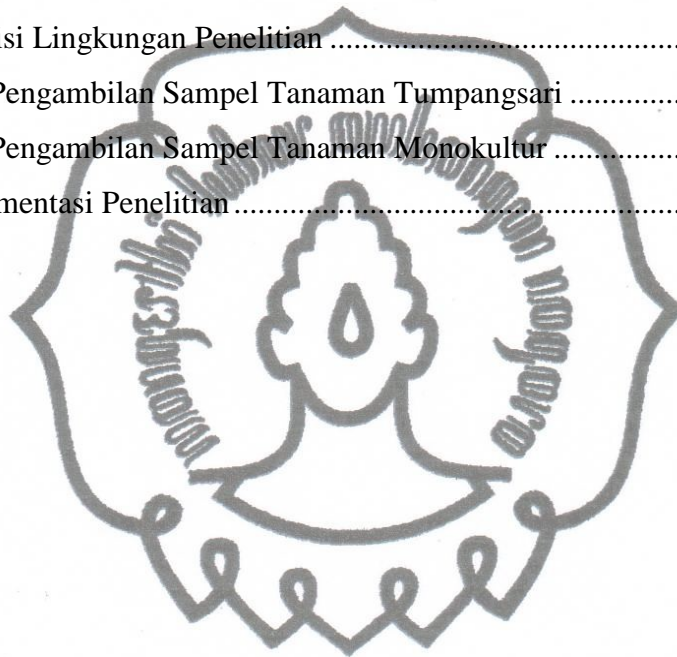 si Lingkungan Penelitian ..............................................
Pengambilan Sampel Tanaman Tumpangsari ..............
Pengambilan Sampel Tanaman Monokultur ................
mentasi Penelitian .........................................................